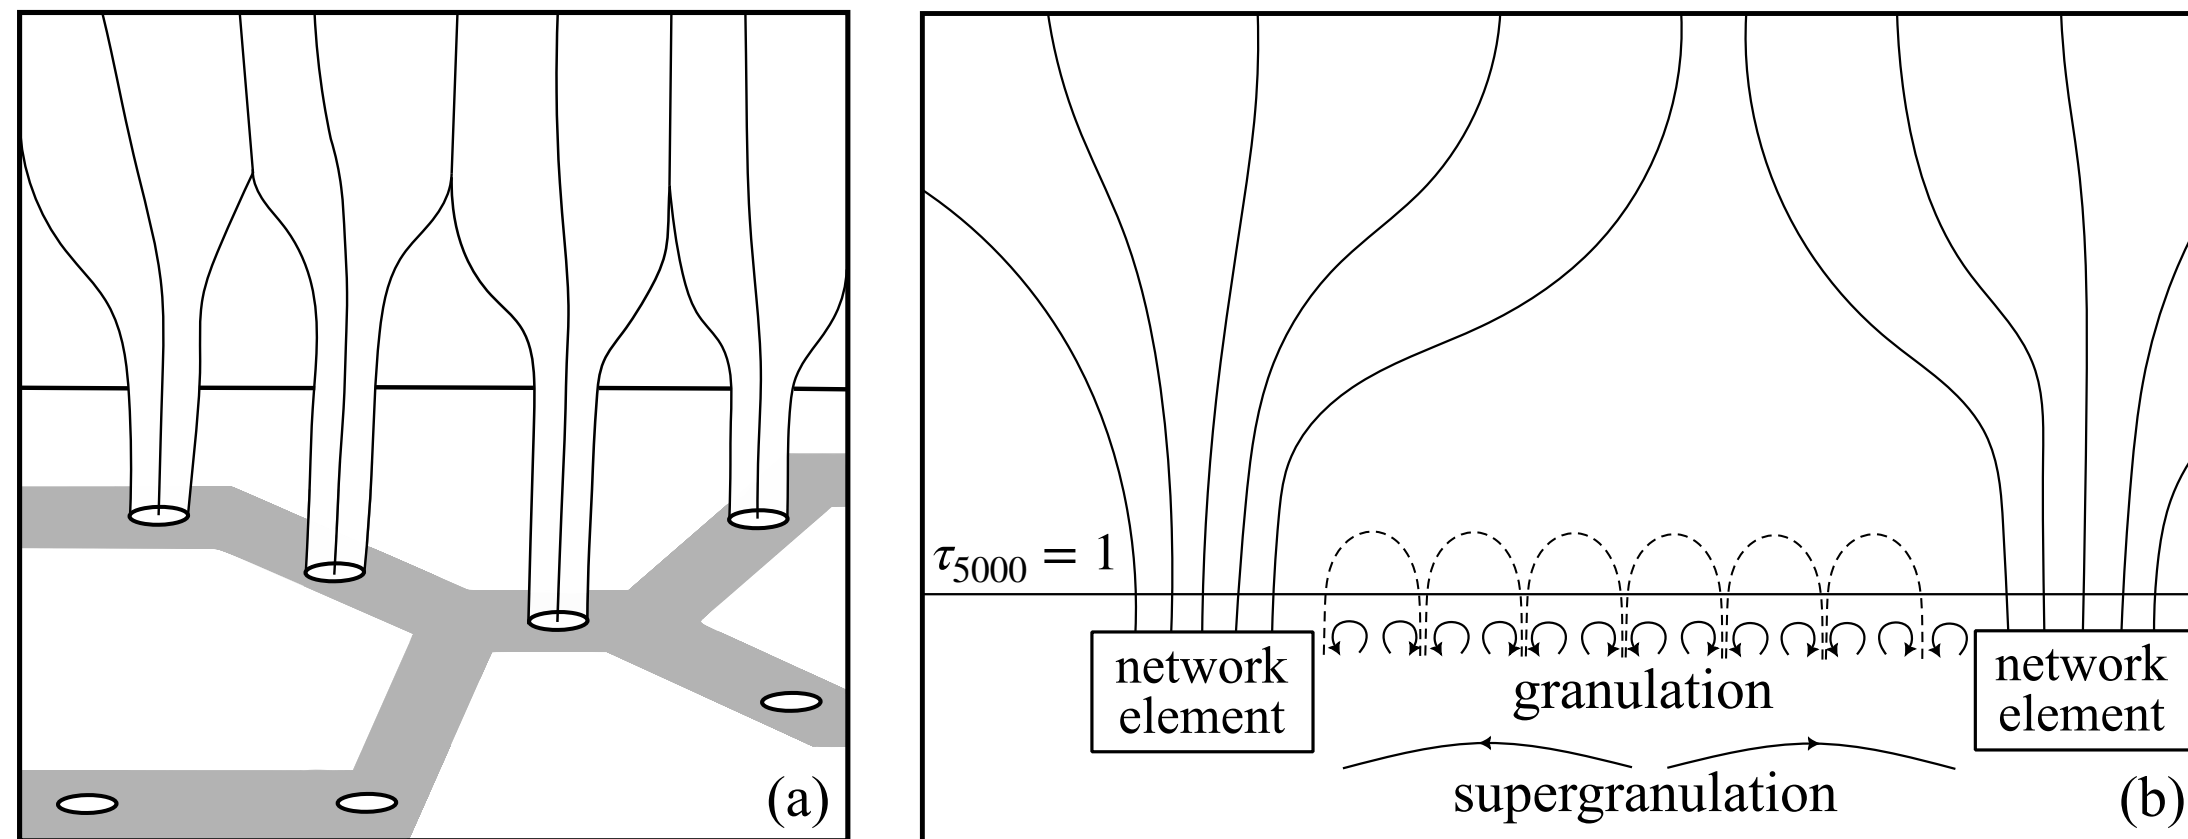 (a)
τ5000 = 1
network
element
granulation
supergranulation
network
element
(b)